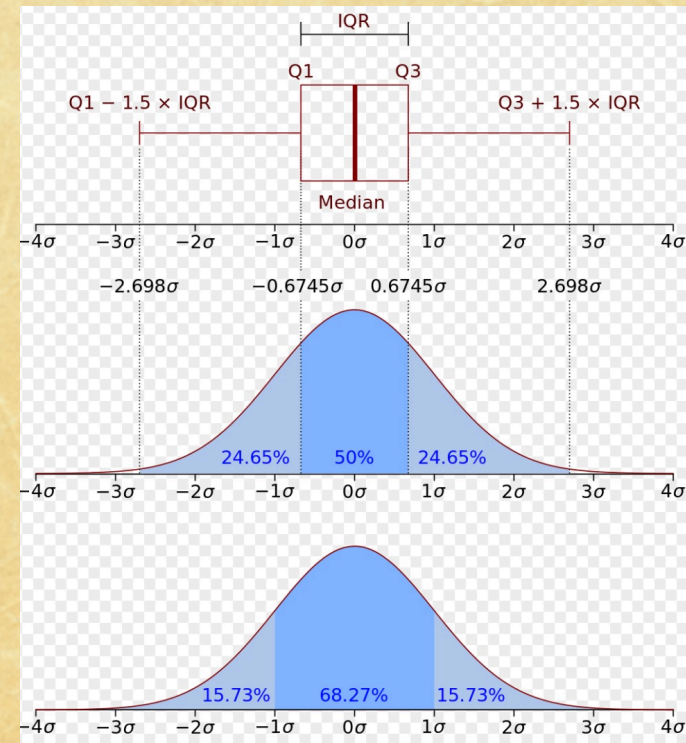 IQR
Q1 Q3
Q1 − 1.5 × IQR Q3 + 1.5 × IQR
Median
−4σ −3σ −2σ −1σ 0σ 1σ 2σ 3σ 4σ
−2.698σ −0.6745σ 0.6745σ 2.698σ
24.65% 50% 24.65%
−4σ −3σ −2σ −1σ 0σ 1σ 2σ 3σ 4σ
15.73% 68.27% 15.73%
−4σ −3σ −2σ −1σ 0σ 1σ 2σ 3σ 4σ